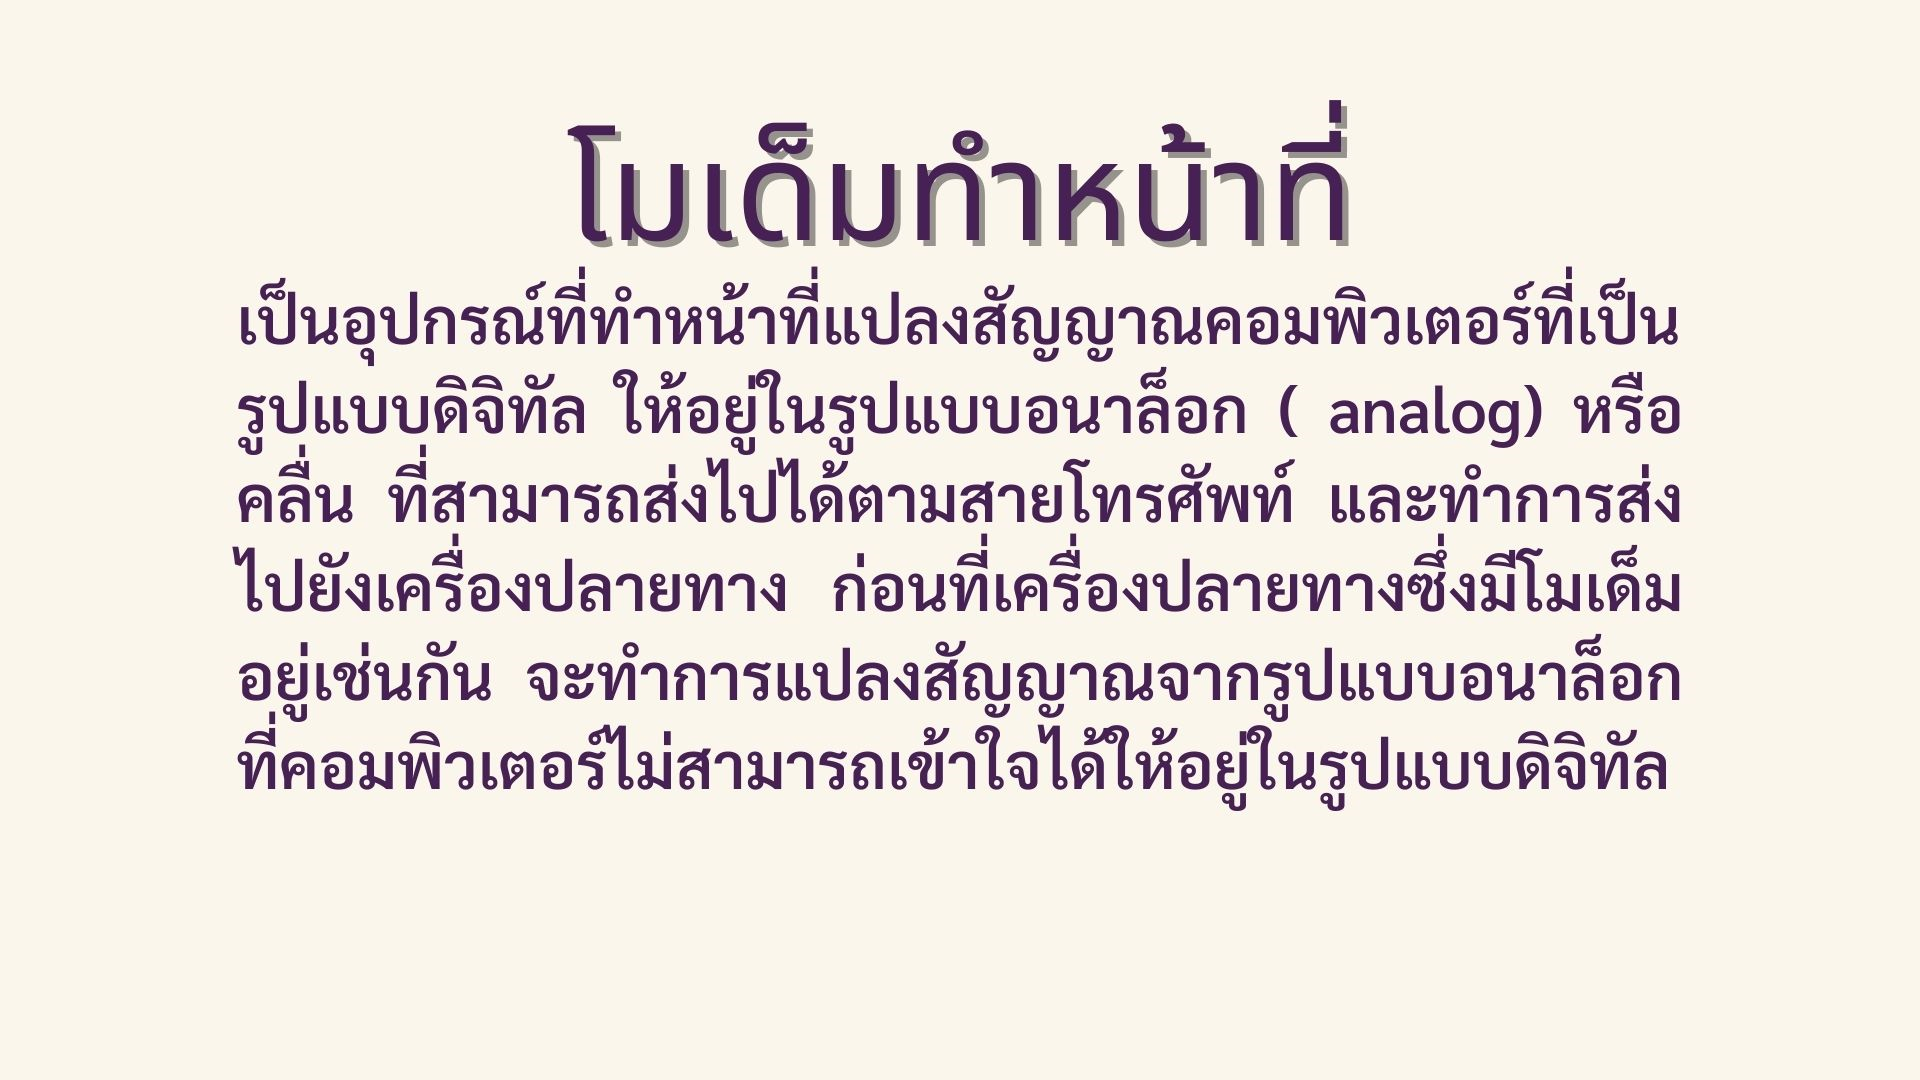 โมเด็มทำหน้าที่
เป็นอุปกรณ์ที่ทำหน้าที่แปลงสัญญาณคอมพิวเตอร์ที่เป็น
รูปแบบดิจิทัล ให้อยู่ในรูปแบบอนาล็อก ( analog) หรือ
คลื่น ที่สามารถส่งไปได้ตามสายโทรศัพท์ และทำการส่ง
ไปยังเครื่องปลายทาง ก่อนที่เครื่องปลายทางซึ่งมีโมเด็ม
อยู่เช่นกัน จะทำการแปลงสัญญาณจากรูปแบบอนาล็อก
ที่คอมพิวเตอร์ไม่สามารถเข้าใจได้ให้อยู่ในรูปแบบดิจิทัล